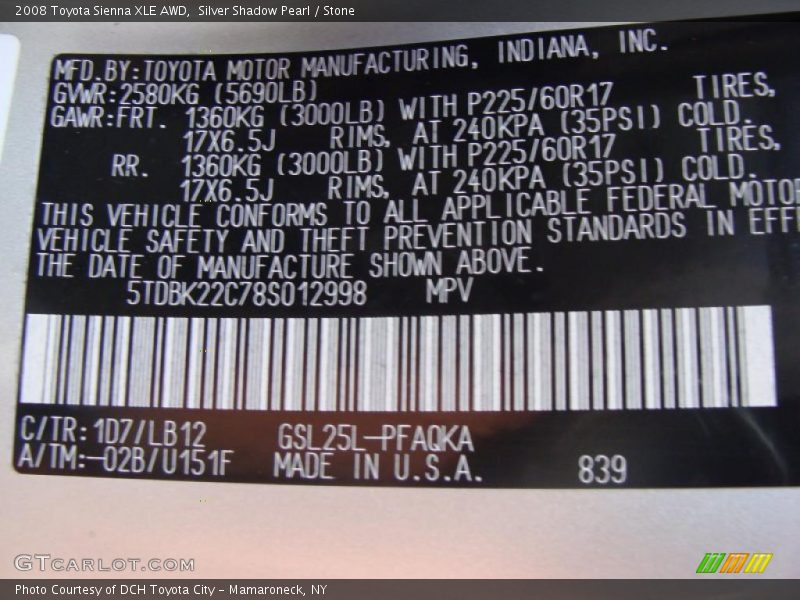 2008 Toyota Sienna XLE AWD,  Silver Shadow Pearl / Stone
MFD.BY:TOYOTA MOTOR MANUFACTURING, INDIANA, INC.
GVWR:2580KG (5690LB)
GAWR:FRT. 1360KG (3000LB) WITH P225/60R17 TIRES,
17X6.5J RIMS, AT 240KPA (35PSI) COLD.
RR. 1360KG (3000LB) WITH P225/60R17 TIRES,
17X6.5J RIMS, AT 240KPA (35PSI) COLD.
THIS VEHICLE CONFORMS TO ALL APPLICABLE FEDERAL MOTOR
VEHICLE SAFETY AND THEFT PREVENTION STANDARDS IN EFFE
THE DATE OF MANUFACTURE SHOWN ABOVE.
5TDBK22C78S012998 MPV
C/TR:1D7/LB12 GSL25L-PFAQKA
A/TM:-02B/U151F MADE IN U.S.A. 839
GTCARLOT.COM
Photo Courtesy of DCH Toyota City - Mamaroneck, NY